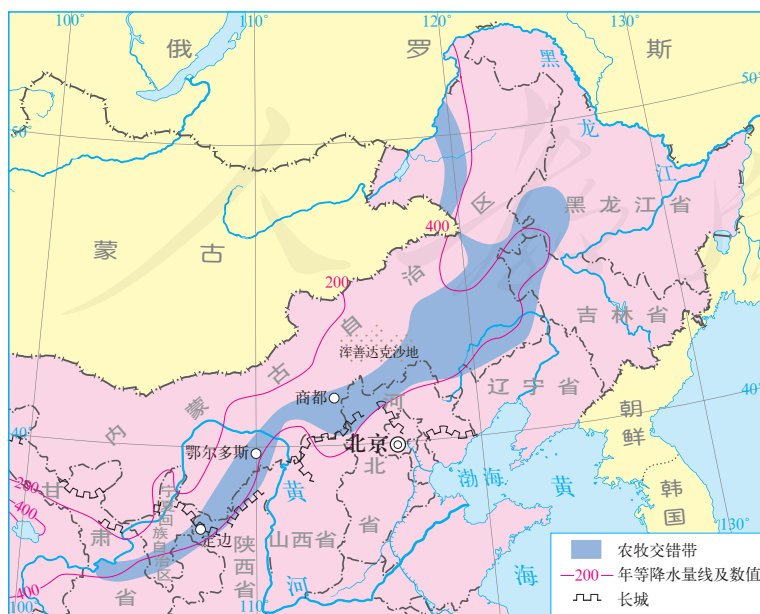 100°
110°
120°
130°
俄罗斯
黑龙江
50°
50°
蒙古
内蒙古自治区
黑龙江省
400
200
吉林省
浑善达克沙地
辽宁省
商都
河北省
40°
40°
朝鲜
鄂尔多斯
北京
渤海
黄海
韩国
200
400
甘肃省
宁夏回族自治区
黄河
定边
陕西省
山西省
130°
400
100°
110°
农牧交错带
200 年等降水量线及数值
长城